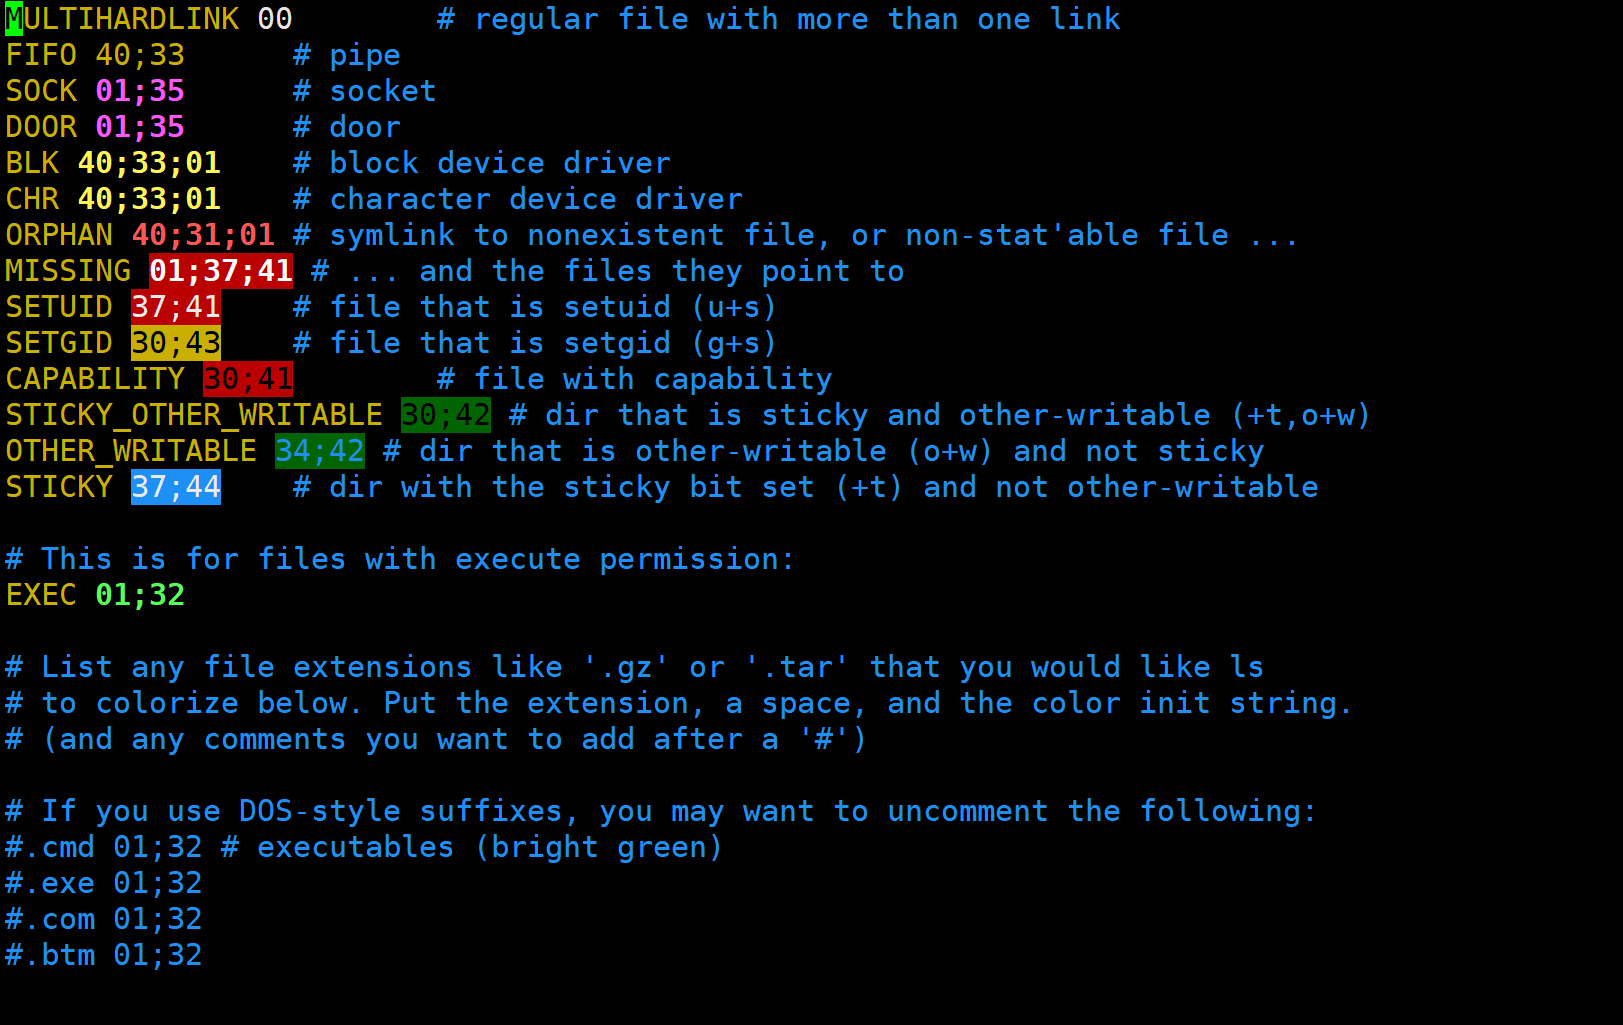 MULTIHARDLINK 00        # regular file with more than one link
FIFO 40;33      # pipe
SOCK 01;35      # socket
DOOR 01;35      # door
BLK 40;33;01    # block device driver
CHR 40;33;01    # character device driver
ORPHAN 40;31;01 # symlink to nonexistent file, or non-stat'able file ...
MISSING 01;37;41 # ... and the files they point to
SETUID 37;41    # file that is setuid (u+s)
SETGID 30;43    # file that is setgid (g+s)
CAPABILITY 30;41        # file with capability
STICKY_OTHER_WRITABLE 30;42 # dir that is sticky and other-writable (+t,o+w)
OTHER_WRITABLE 34;42 # dir that is other-writable (o+w) and not sticky
STICKY 37;44    # dir with the sticky bit set (+t) and not other-writable

# This is for files with execute permission:
EXEC 01;32

# List any file extensions like '.gz' or '.tar' that you would like ls
# to colorize below. Put the extension, a space, and the color init string.
# (and any comments you want to add after a '#')

# If you use DOS-style suffixes, you may want to uncomment the following:
#.cmd 01;32 # executables (bright green)
#.exe 01;32
#.com 01;32
#.btm 01;32